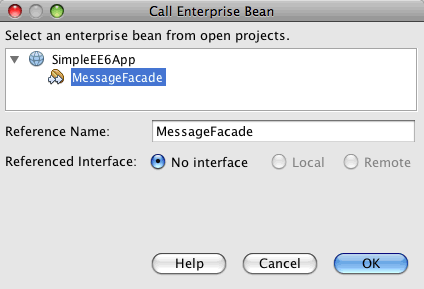 Call Enterprise Bean
Select an enterprise bean from open projects.
SimpleEE6App
MessageFacade
Reference Name: MessageFacade
Referenced Interface: No interface Local Remote
Help Cancel OK